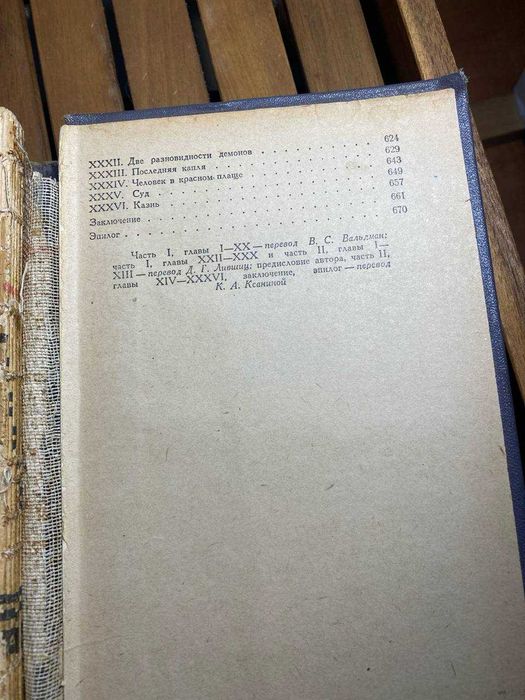 XXXII. Две разновидности демонов . . . . . . . . 624
XXXIII. Последняя капля . . . . . . . . . . . 629
XXXIV. Человек в красном плаще . . . . . . . . . 643
XXXV. Суд . . . . . . . . . . . . . . . 649
XXXVI. Казнь . . . . . . . . . . . . . . 657
Заключение . . . . . . . . . . . . . . . 661
Эпилог . . . . . . . . . . . . . . . . 670
Часть I, главы I—XX — перевод В. С. Вальдман;
часть I, главы XXII—XXX и часть II, главы I—
XIII — перевод Д. Г. Лившиц; предисловие автора, часть II,
главы XIV—XXXVI, заключение, эпилог — перевод
К. А. Ксаниной